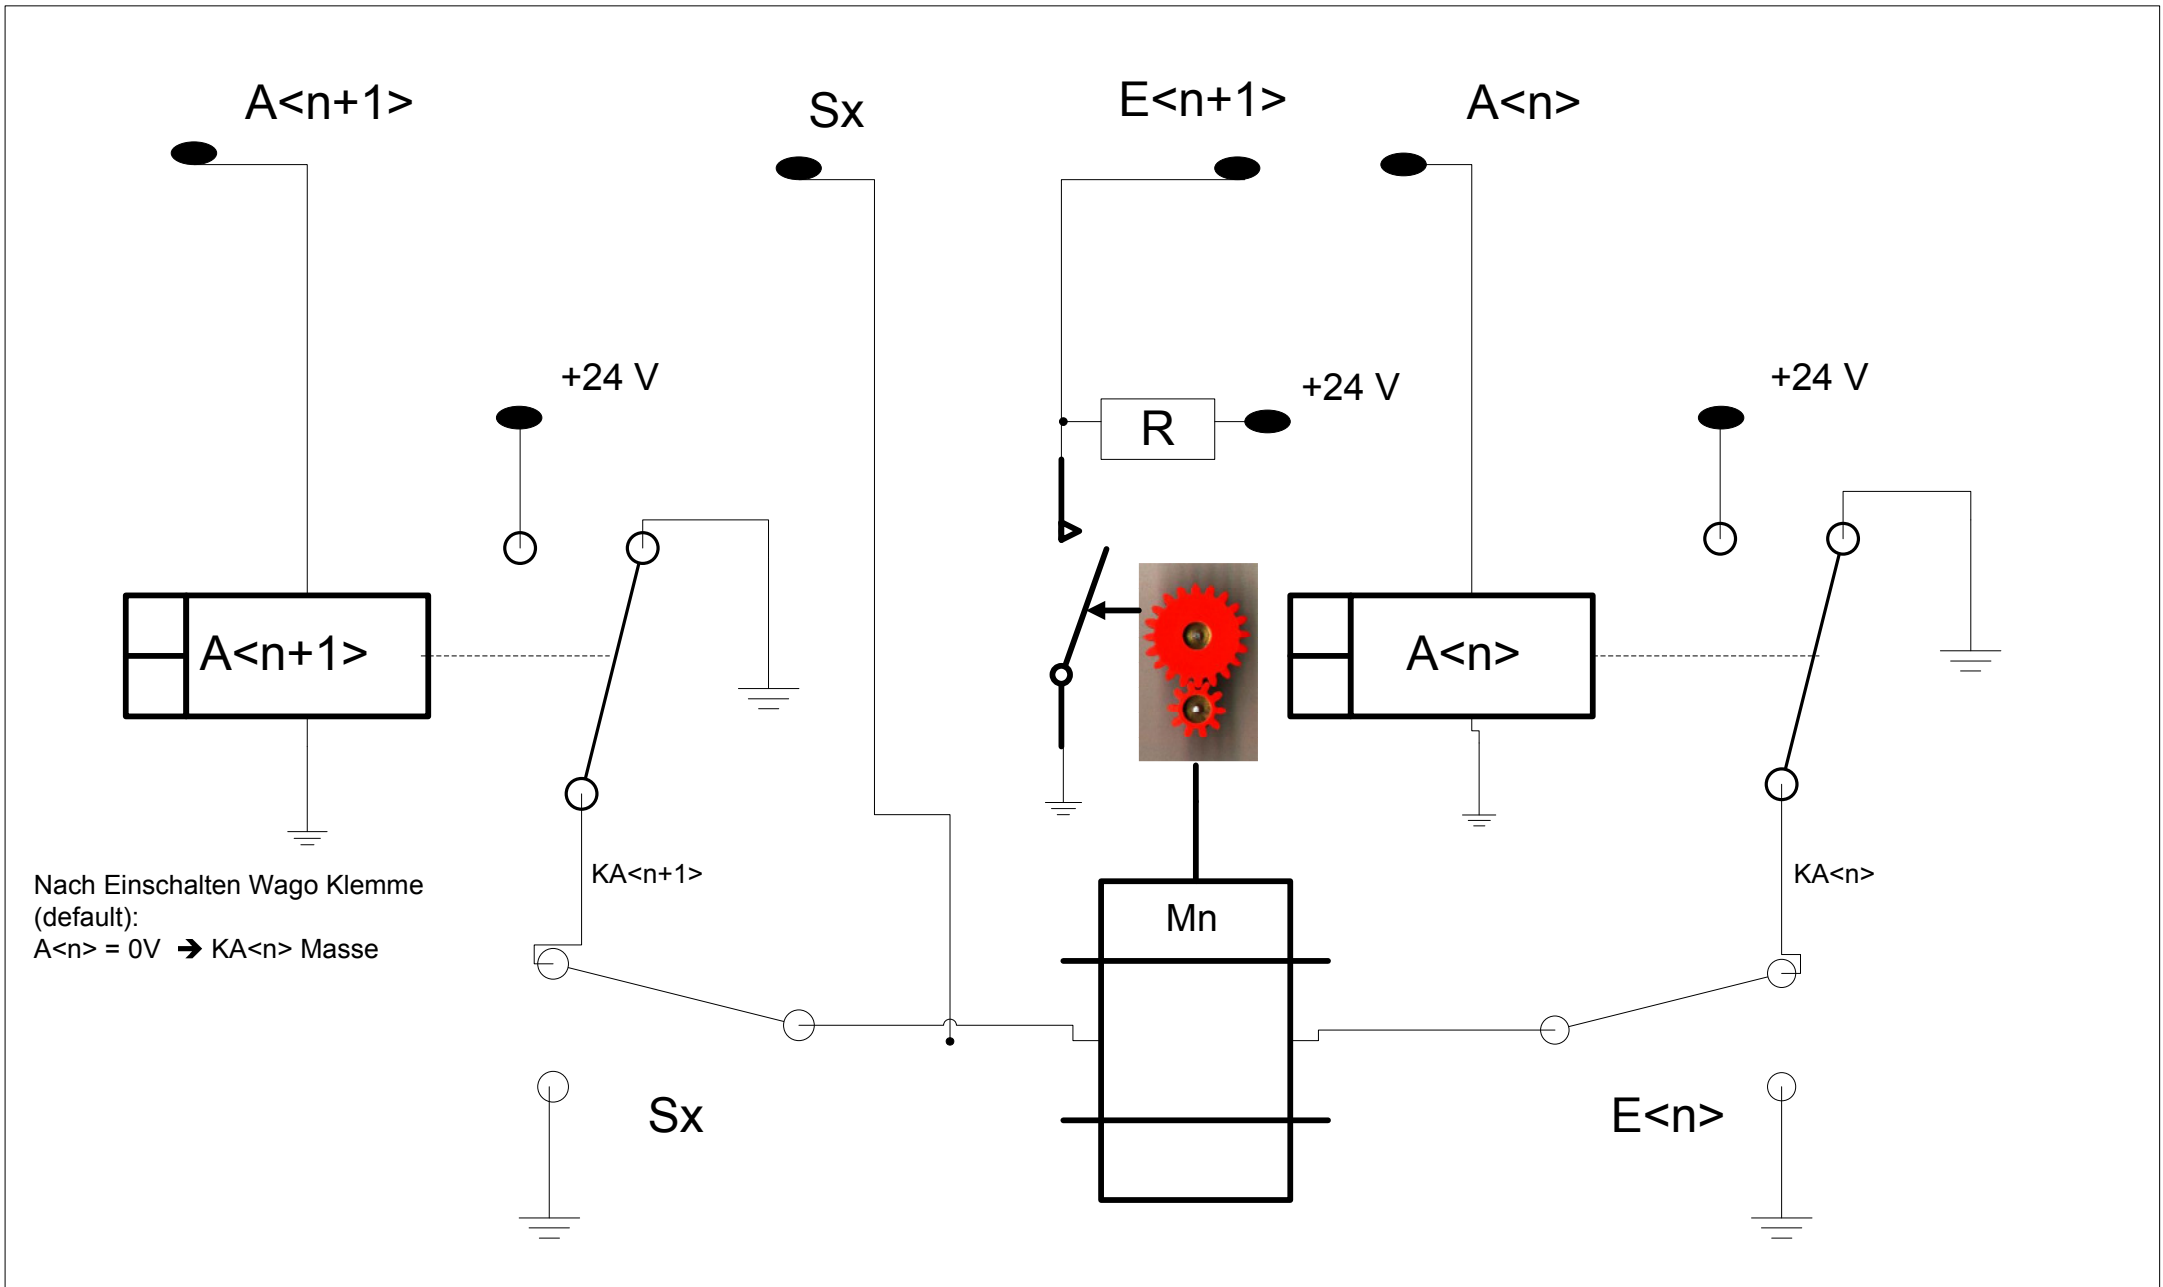 A<n+1>
Sx
E<n+1>
A<n>
+24 V
+24 V
+24 V
R
A<n+1>
A<n>
KA<n+1>
KA<n>
Nach Einschalten Wago Klemme
(default):
A<n> = 0V ➔ KA<n> Masse
Mn
Sx
E<n>